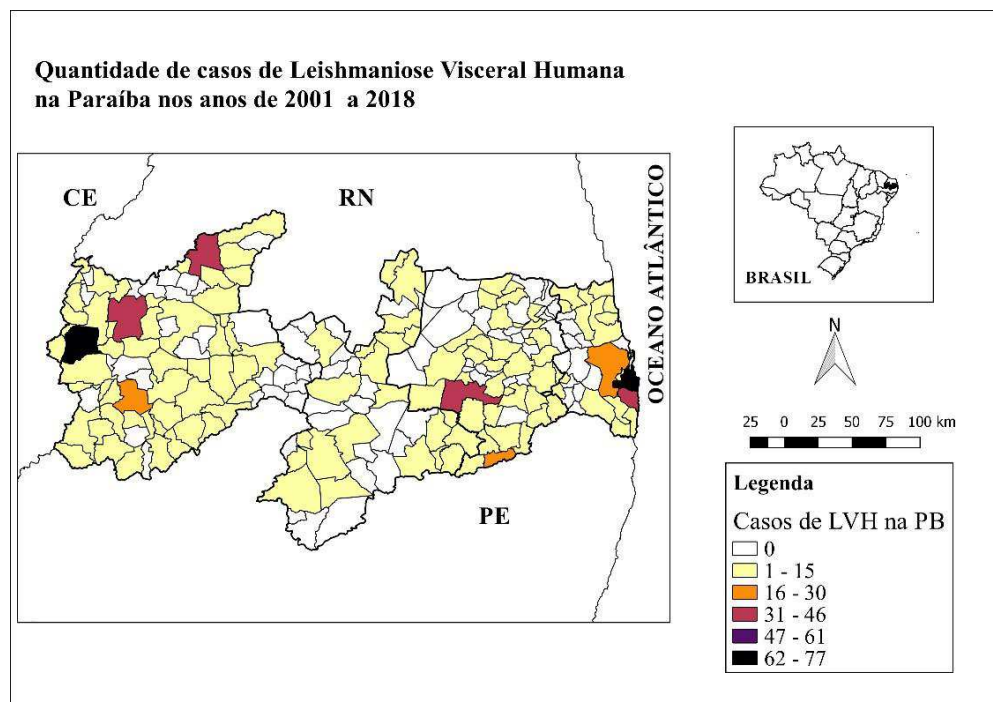 Quantidade de casos de Leishmaniose Visceral Humana
na Paraíba nos anos de 2001 a 2018
CE
RN
OCEANO ATLÂNTICO
PE
BRASIL
N
25 0 25 50 75 100 km
Legenda
Casos de LVH na PB
0
1 - 15
16 - 30
31 - 46
47 - 61
62 - 77